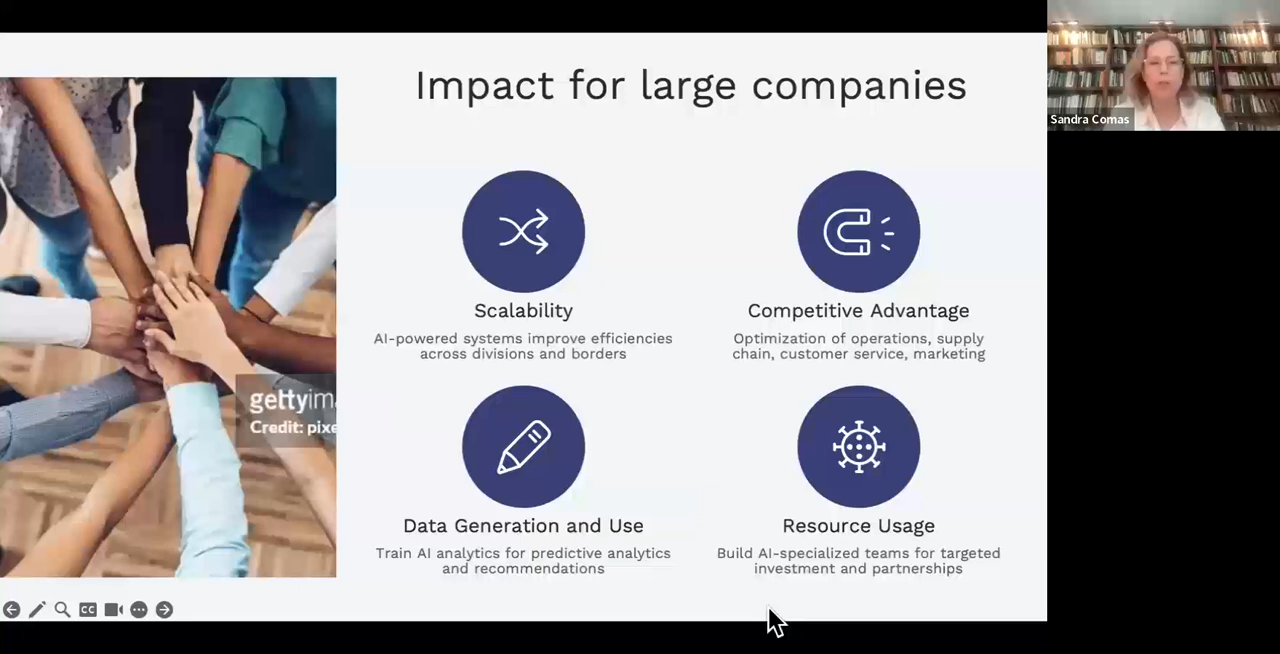 Impact for large companies
Sandra Comas
Scalability
AI-powered systems improve efficiencies
across divisions and borders
Competitive Advantage
Optimization of operations, supply
chain, customer service, marketing
gettyim
Credit: pixe
Data Generation and Use
Train AI analytics for predictive analytics
and recommendations
Resource Usage
Build AI-specialized teams for targeted
investment and partnerships
CC